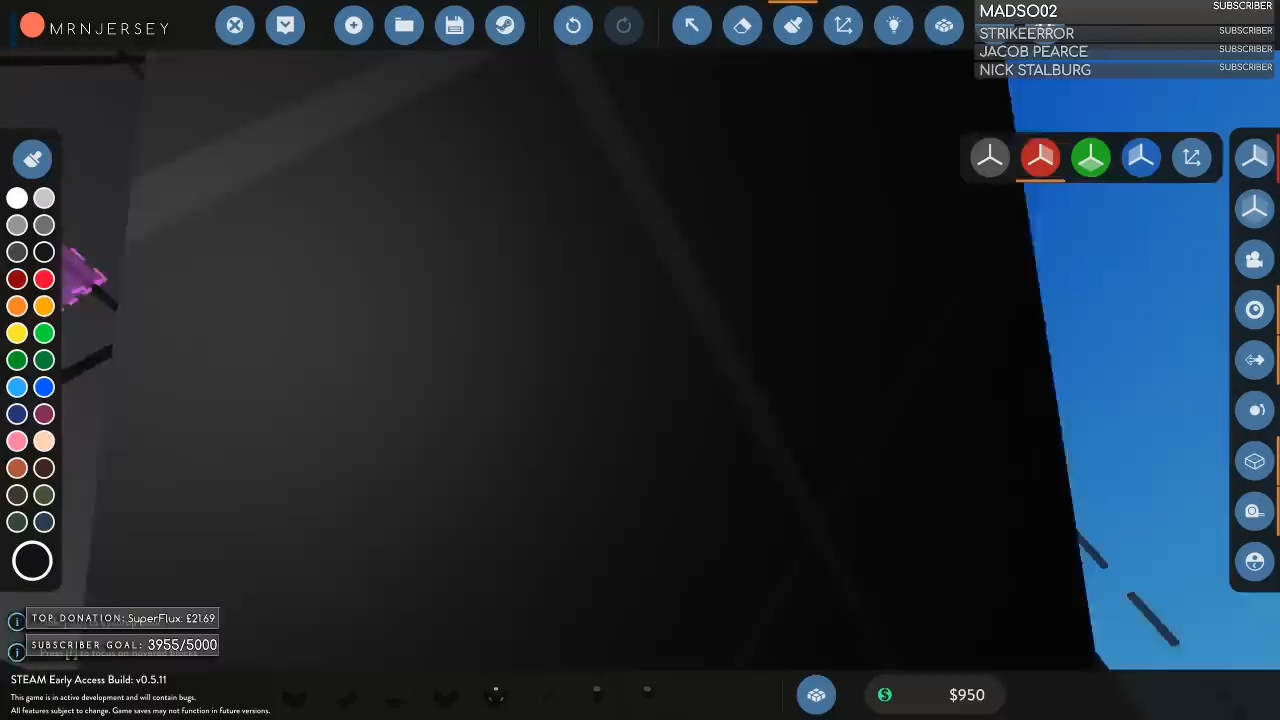 MRNJERSEY
MADSO02 SUBSCRIBER
STRIKEERROR SUBSCRIBER
JACOB PEARCE SUBSCRIBER
NICK STALBURG SUBSCRIBER
TOP DONATION: SuperFlux: £21.69
SUBSCRIBER GOAL: 3955/5000
STEAM Early Access Build: v0.5.11
This game is in active development and will contain bugs.
All features subject to change. Game saves may not function in future versions.
$ $950